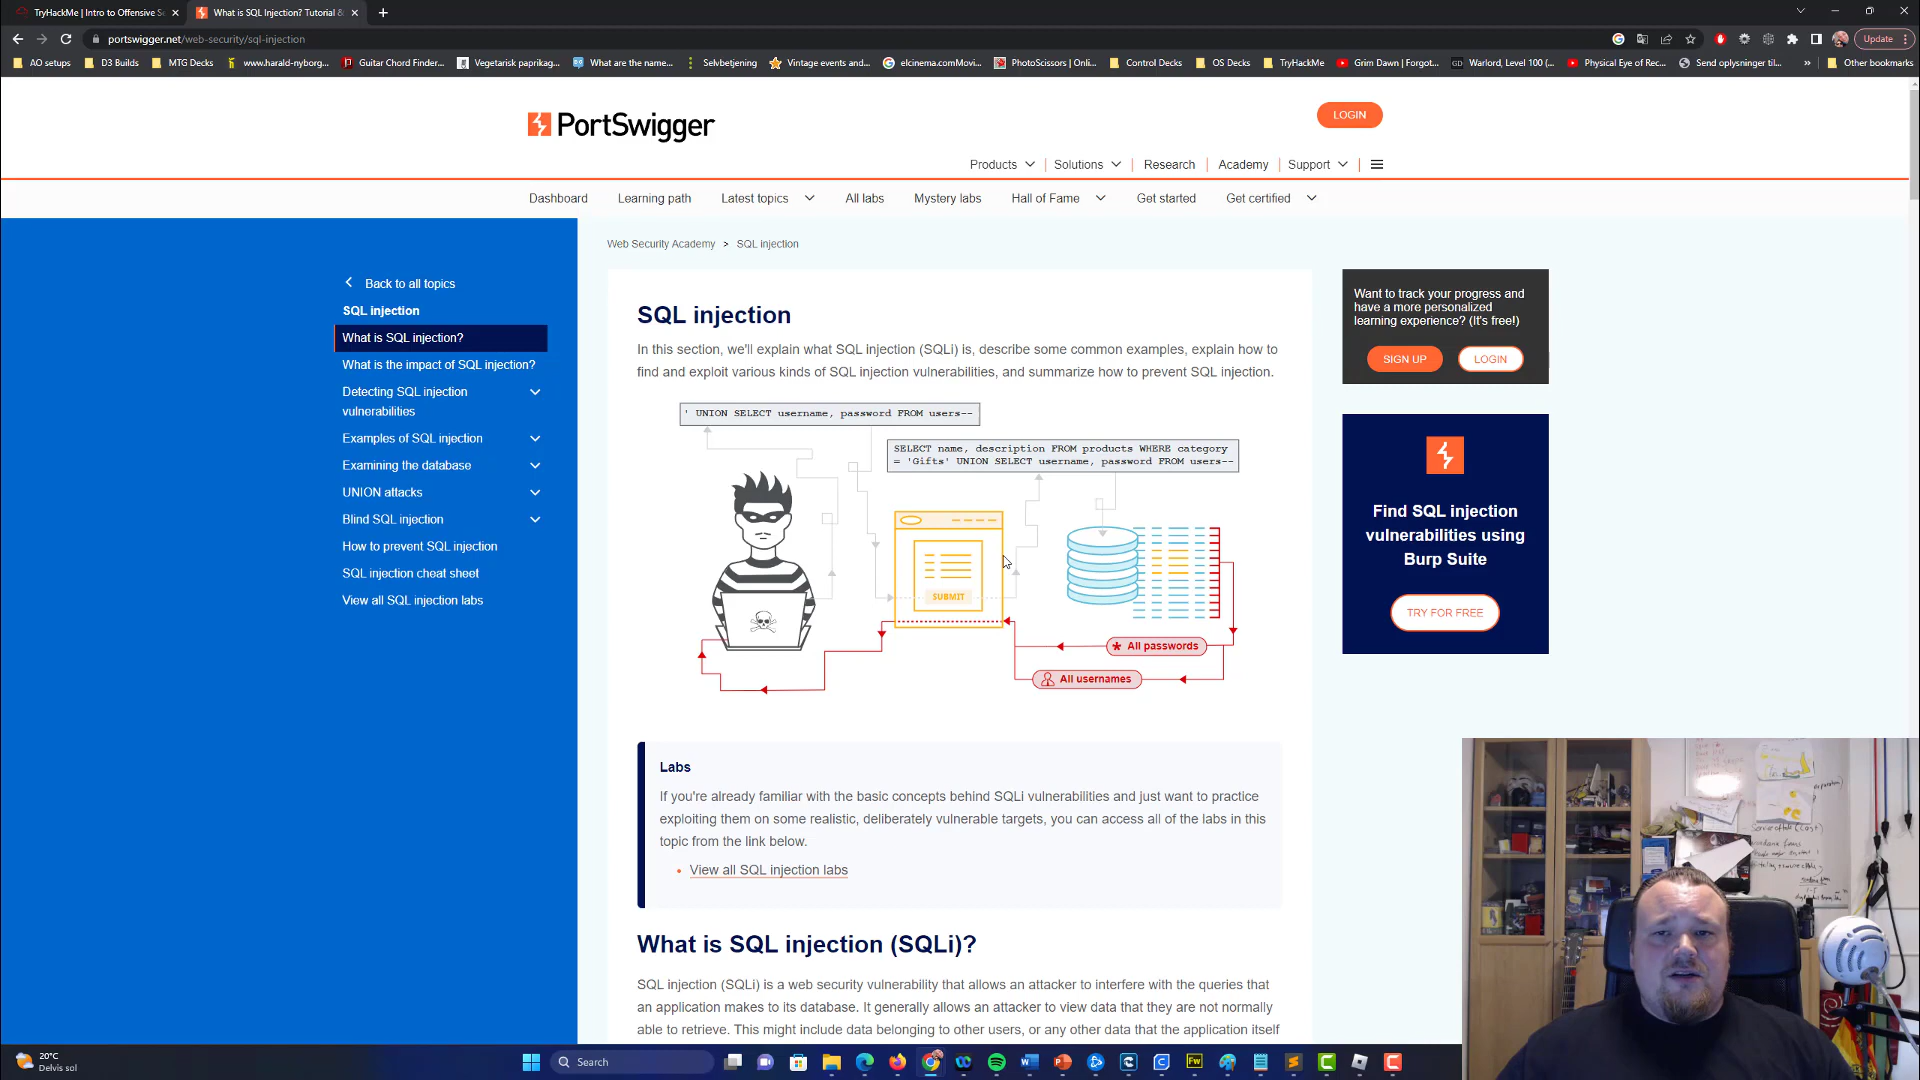 TryHackMe | Intro to Offensive Se
What is SQL Injection? Tutorial &
portswigger.net/web-security/sql-injection
Update
AO setups
D3 Builds
MTG Decks
www.harald-nyborg...
Guitar Chord Finder...
Vegetarisk paprikag...
What are the name...
Selvbetjening
Vintage events and...
elcinema.comMovi...
PhotoScissors | Onli...
Control Decks
OS Decks
TryHackMe
Grim Dawn | Forgot...
Warlord, Level 100 (...
Physical Eye of Rec...
Send oplysninger til...
»
Other bookmarks
PortSwigger
LOGIN
Products
Solutions
Research
Academy
Support
Dashboard
Learning path
Latest topics
All labs
Mystery labs
Hall of Fame
Get started
Get certified
Web Security Academy > SQL injection
Back to all topics
SQL injection
What is SQL injection?
What is the impact of SQL injection?
Detecting SQL injection
vulnerabilities
Examples of SQL injection
Examining the database
UNION attacks
Blind SQL injection
How to prevent SQL injection
SQL injection cheat sheet
View all SQL injection labs
SQL injection
In this section, we'll explain what SQL injection (SQLi) is, describe some common examples, explain how to
find and exploit various kinds of SQL injection vulnerabilities, and summarize how to prevent SQL injection.
' UNION SELECT username, password FROM users--
SELECT name, description FROM products WHERE category
= 'Gifts' UNION SELECT username, password FROM users--
SUBMIT
* All passwords
All usernames
Labs
If you're already familiar with the basic concepts behind SQLi vulnerabilities and just want to practice
exploiting them on some realistic, deliberately vulnerable targets, you can access all of the labs in this
topic from the link below.
• View all SQL injection labs
What is SQL injection (SQLi)?
SQL injection (SQLi) is a web security vulnerability that allows an attacker to interfere with the queries that
an application makes to its database. It generally allows an attacker to view data that they are not normally
able to retrieve. This might include data belonging to other users, or any other data that the application itself
Want to track your progress and
have a more personalized
learning experience? (It's free!)
SIGN UP
LOGIN
Find SQL injection
vulnerabilities using
Burp Suite
TRY FOR FREE
20°C
Delvis sol
Search
Fw